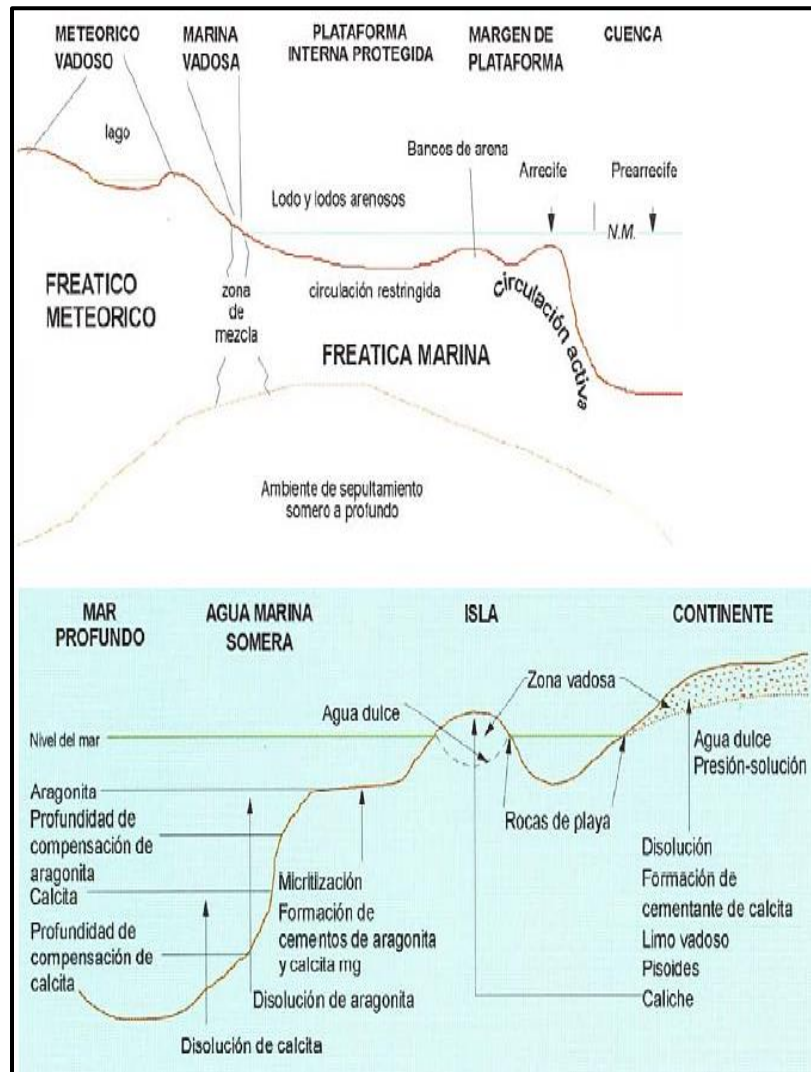 METEORICO
VADOSO
MARINA
VADOSA
PLATAFORMA
INTERNA PROTEGIDA
MARGEN DE
PLATAFORMA
CUENCA
lago
Bancos de arena
Arrecife
Prearrecife
Lodo y lodos arenosos
N.M.
FREATICO
METEORICO
zona
de
mezcla
circulación restringida
circulación activa
FREATICA MARINA
Ambiente de sepultamiento
somero a profundo
MAR
PROFUNDO
AGUA MARINA
SOMERA
ISLA
CONTINENTE
Zona vadosa
Agua dulce
Nivel del mar
Agua dulce
Presión-solución
Aragonita
Profundidad de
compensación de
aragonita
Calcita
Profundidad de
compensación de
calcita
Rocas de playa
Micritización
Formación de
cementos de aragonita
y calcita mg
Disolución
Formación de
cementante de calcita
Limo vadoso
Pisoides
Caliche
Disolución de aragonita
Disolución de calcita